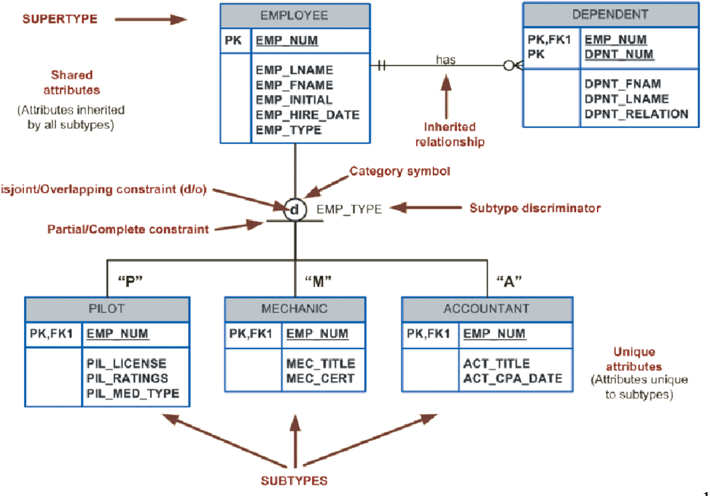 SUPERTYPE
EMPLOYEE
PK EMP_NUM
EMP_LNAME
EMP_FNAME
EMP_INITIAL
EMP_HIRE_DATE
EMP_TYPE
has
DEPENDENT
PK,FK1 EMP_NUM
PK DPNT_NUM
DPNT_FNAM
DPNT_LNAME
DPNT_RELATION
Shared
attributes
(Attributes inherited
by all subtypes)
Inherited
relationship
Category symbol
isjoint/Overlapping constraint (d/o)
d
EMP_TYPE
Subtype discriminator
Partial/Complete constraint
“P”
“M”
“A”
PILOT
PK,FK1 EMP_NUM
PIL_LICENSE
PIL_RATINGS
PIL_MED_TYPE
MECHANIC
PK,FK1 EMP_NUM
MEC_TITLE
MEC_CERT
ACCOUNTANT
PK,FK1 EMP_NUM
ACT_TITLE
ACT_CPA_DATE
Unique
attributes
(Attributes unique
to subtypes)
SUBTYPES